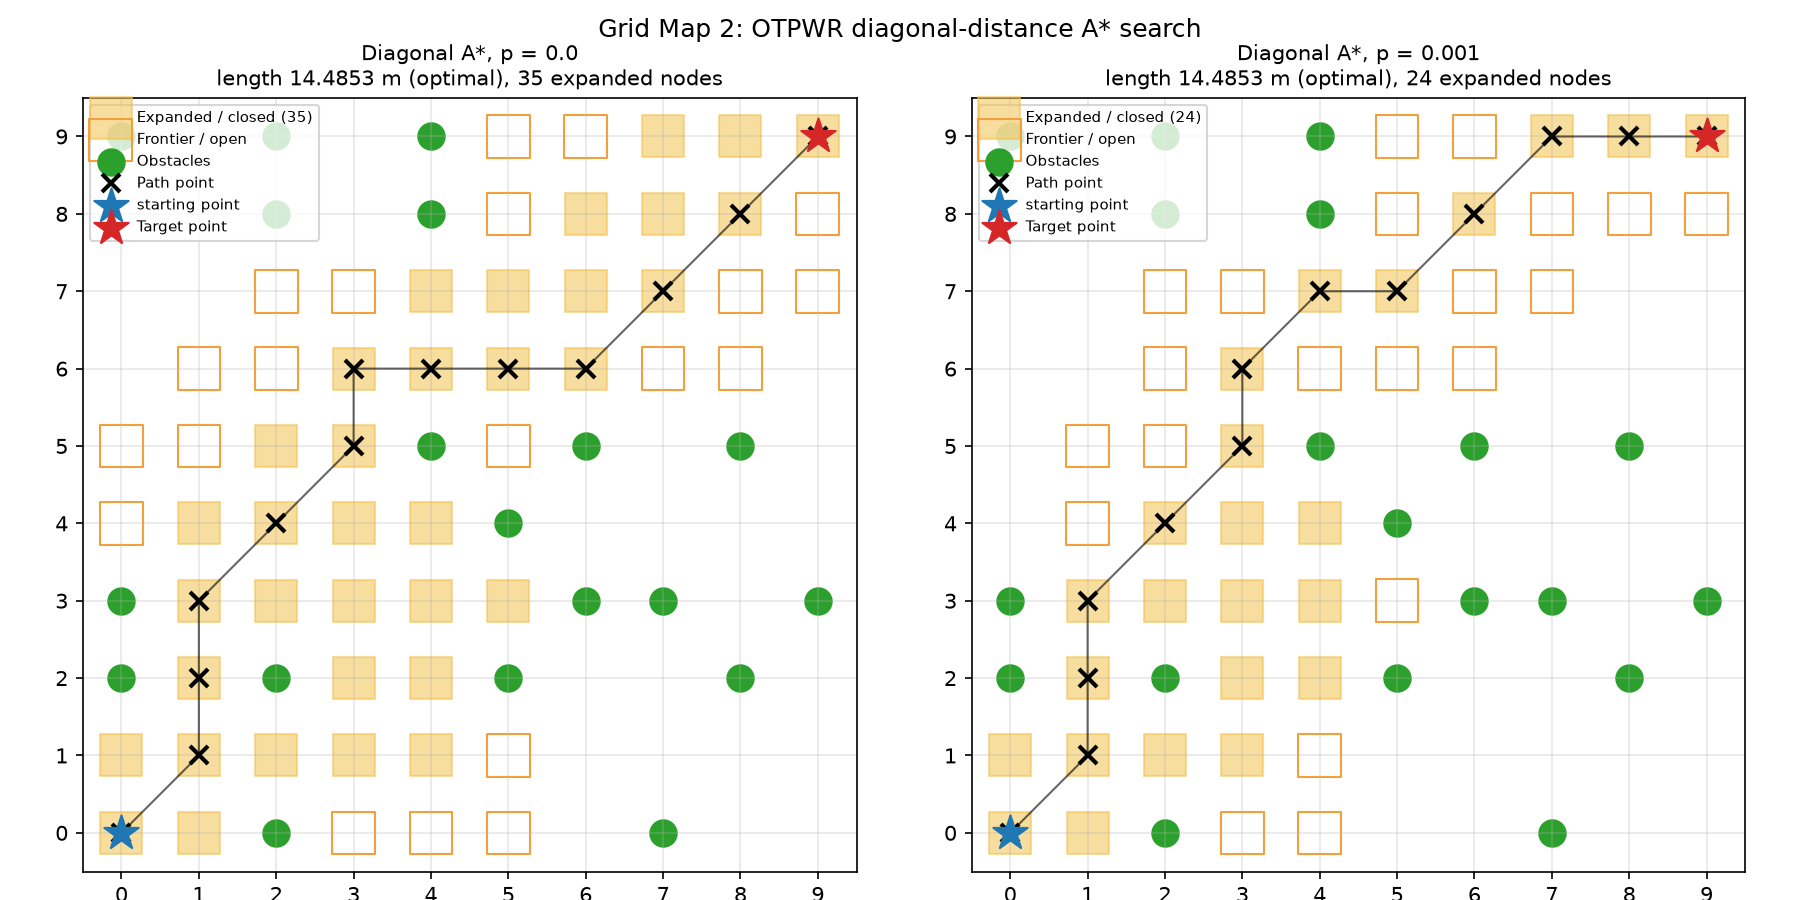 Grid Map 2: OTPWR diagonal-distance A* search
Diagonal A*, p = 0.0
length 14.4853 m (optimal), 35 expanded nodes
Expanded / closed (35)
Frontier / open
Obstacles
Path point
starting point
Target point
9
8
7
6
5
4
3
2
1
0
0 1 2 3 4 5 6 7 8 9
Diagonal A*, p = 0.001
length 14.4853 m (optimal), 24 expanded nodes
Expanded / closed (24)
Frontier / open
Obstacles
Path point
starting point
Target point
9
8
7
6
5
4
3
2
1
0
0 1 2 3 4 5 6 7 8 9